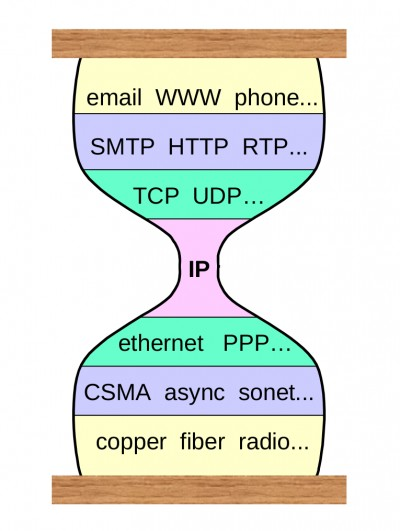 email WWW phone...
SMTP HTTP RTP...
TCP UDP...
IP
ethernet PPP...
CSMA async sonet...
copper fiber radio...